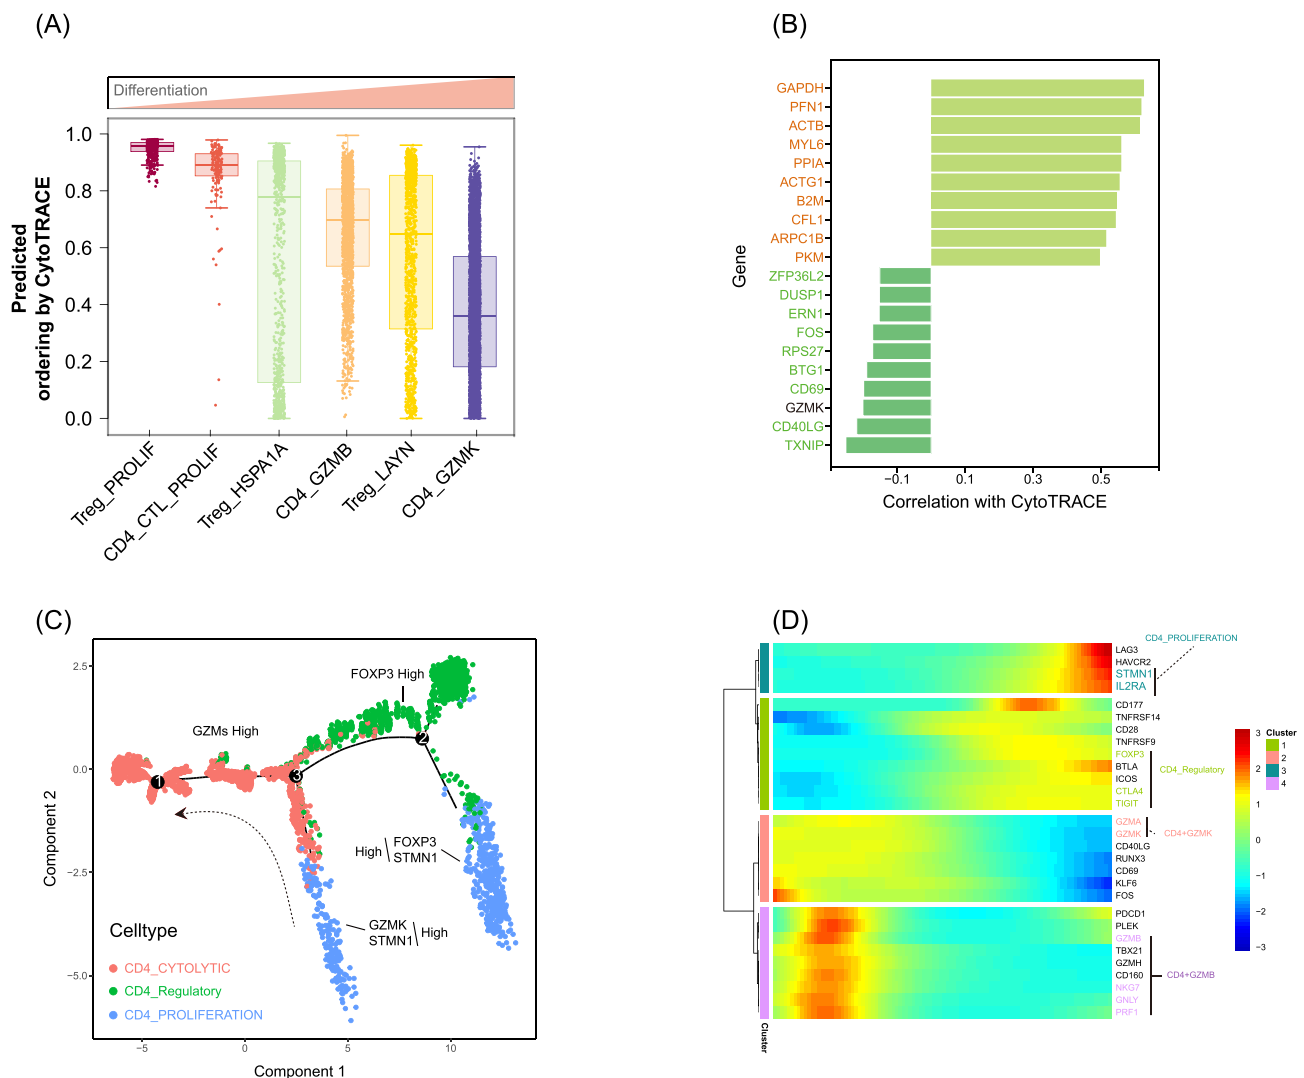 (A)
Differentiation
Predicted
ordering by CytoTRACE
1.0
0.8
0.6
0.4
0.2
0.0
Treg_PROLIF
CD4_CTL_PROLIF
Treg_HSPA1A
CD4_GZMB
Treg_LAYN
CD4_GZMK
(B)
Gene
GAPDH
PFN1
ACTB
MYL6
PPIA
ACTG1
B2M
CFL1
ARPC1B
PKM
ZFP36L2
DUSP1
ERN1
FOS
RPS27
BTG1
CD69
GZMK
CD40LG
TXNIP
−0.1 0.1 0.3 0.5
Correlation with CytoTRACE
(C)
Component 2
2.5
0.0
−2.5
−5.0
FOXP3 High
GZMs High
1
2
3
High
FOXP3
STMN1
GZMK
STMN1
High
Celltype
CD4_CYTOLYTIC
CD4_Regulatory
CD4_PROLIFERATION
−5 0 5 10
Component 1
(D)
CD4_PROLIFERATION
LAG3
HAVCR2
STMN1
IL2RA
CD177
TNFRSF14
CD28
TNFRSF9
FOXP3
BTLA
ICOS
CTLA4
TIGIT
CD4_Regulatory
GZMA
GZMK
CD40LG
RUNX3
CD69
KLF6
FOS
CD4+GZMK
PDCD1
PLEK
GZMB
TBX21
GZMH
CD160
NKG7
GNLY
PRF1
CD4+GZMB
Cluster
3
2
1
0
−1
−2
−3
Cluster
1
2
3
4